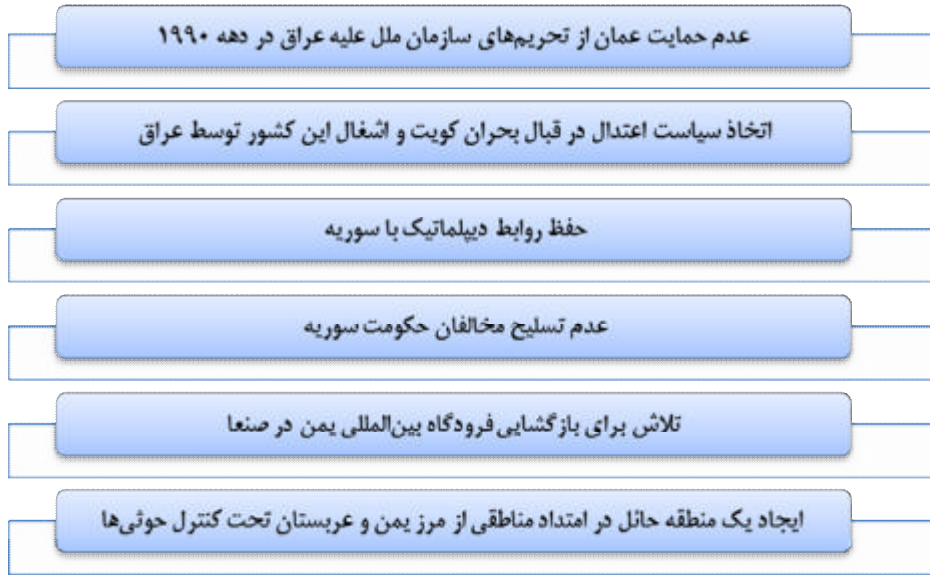 عدم حمایت عمان از تحریم‌های سازمان ملل علیه عراق در دهه ۱۹۹۰
اتخاذ سیاست اعتدال در قبال بحران کویت و اشغال این کشور توسط عراق
حفظ روابط دیپلماتیک با سوریه
عدم تسلیح مخالفان حکومت سوریه
تلاش برای بازگشایی فرودگاه بین‌المللی یمن در صنعا
ایجاد یک منطقه حائل در امتداد مناطقی از مرز یمن و عربستان تحت کنترل حوثی‌ها